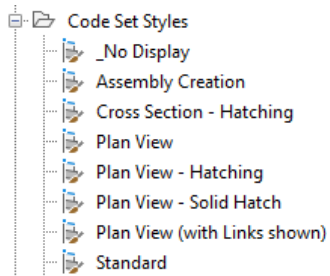 Code Set Styles
_No Display
Assembly Creation
Cross Section - Hatching
Plan View
Plan View - Hatching
Plan View - Solid Hatch
Plan View (with Links shown)
Standard